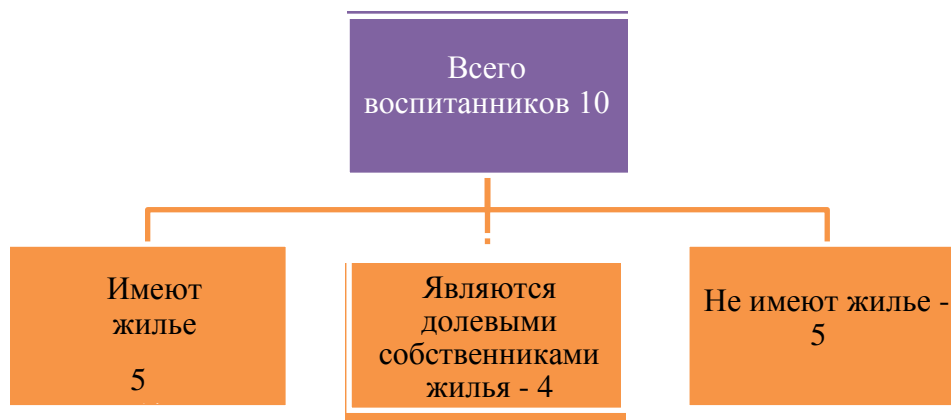 Всего
воспитанников 10
Имеют
жилье
5
Являются
долевыми
собственниками
жилья - 4
Не имеют жилье -
5